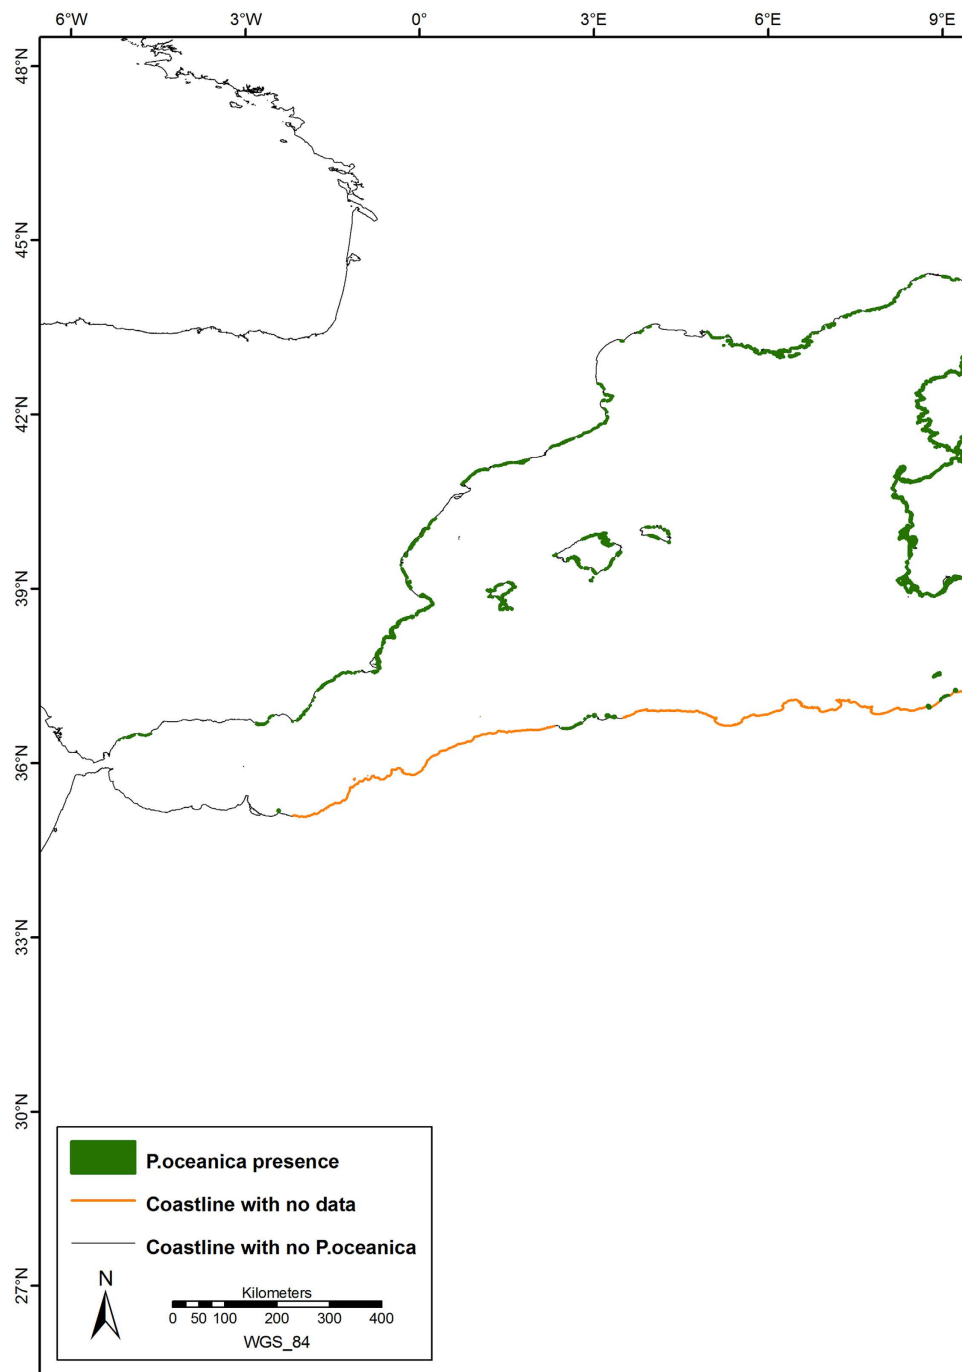 6°W 3°W 0° 3°E 6°E 9°E
48°N
45°N
42°N
39°N
36°N
33°N
30°N
27°N
P.oceanica presence
Coastline with no data
Coastline with no P.oceanica
N
Kilometers
0 50 100 200 300 400
WGS_84